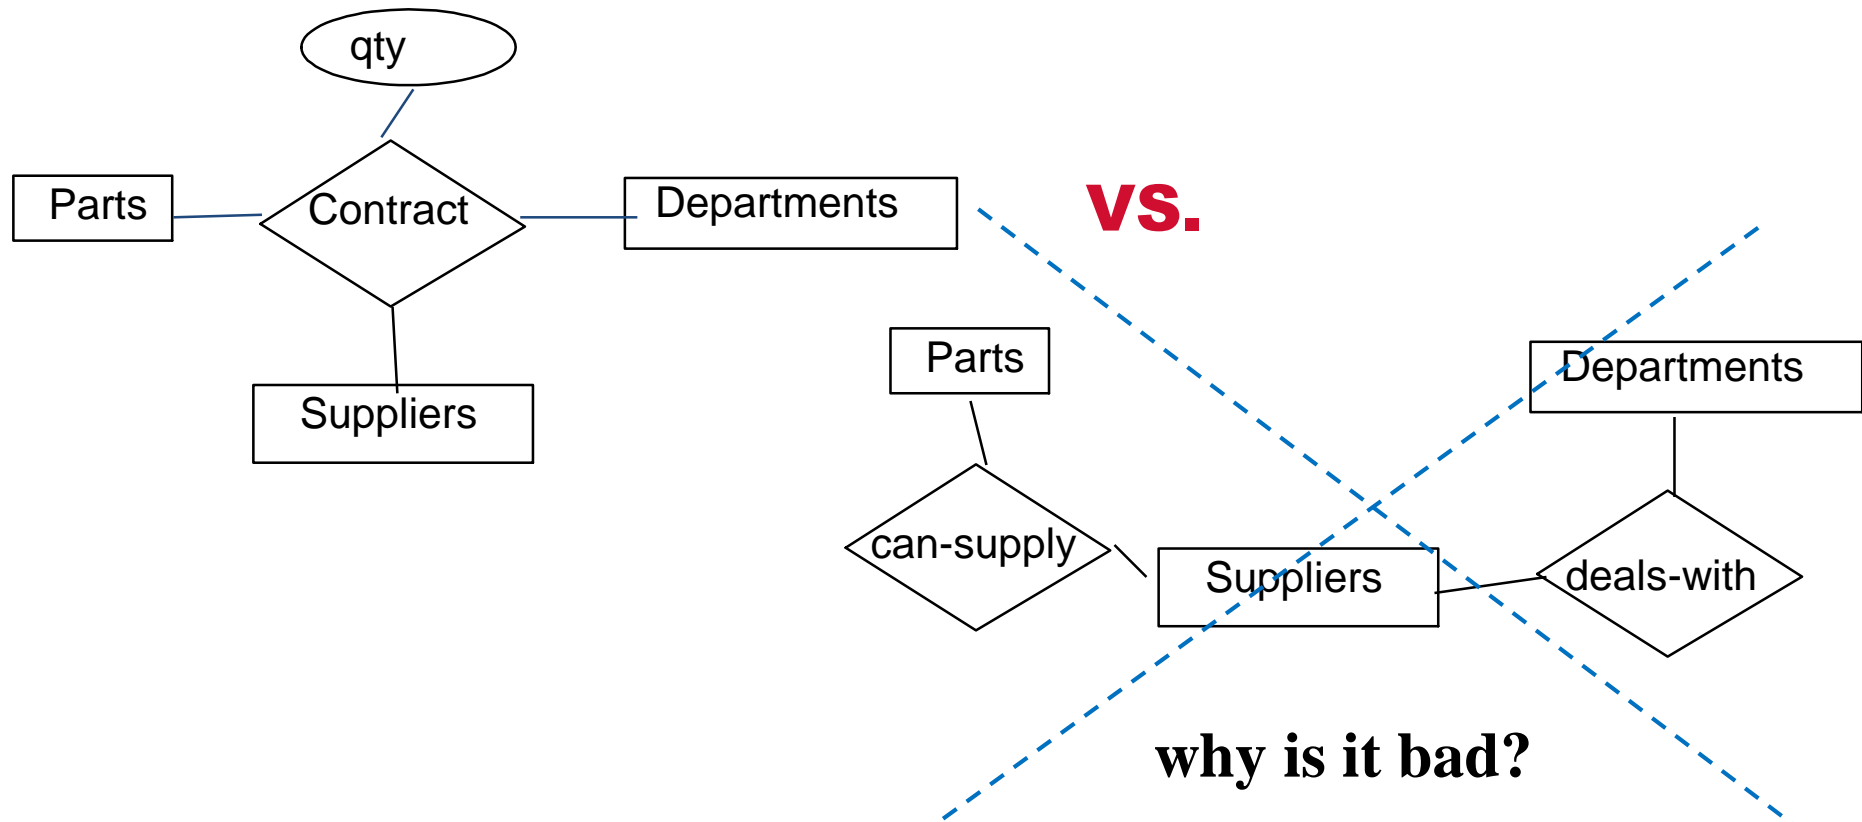 qty
Parts
Contract
Departments
Suppliers
vs.
Parts
Departments
can-supply
Suppliers
deals-with
why is it bad?